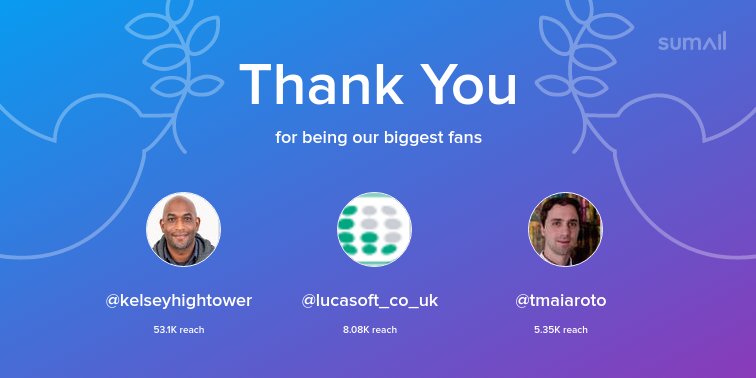 sumall
Thank You
for being our biggest fans
@kelseyhightower
@lucasoft_co_uk
@tmaiaroto
53.1K reach
8.08K reach
5.35K reach